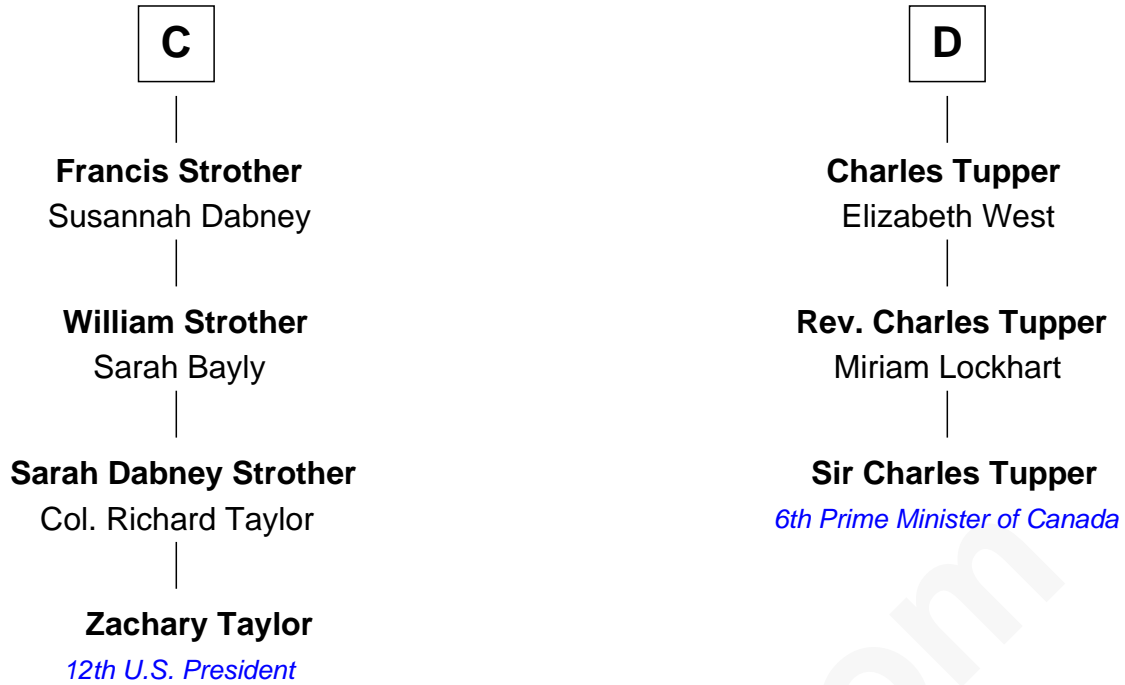 C
Francis Strother
Susannah Dabney
William Strother
Sarah Bayly
Sarah Dabney Strother
Col. Richard Taylor
Zachary Taylor
12th U.S. President
D
Charles Tupper
Elizabeth West
Rev. Charles Tupper
Miriam Lockhart
Sir Charles Tupper
6th Prime Minister of Canada
om